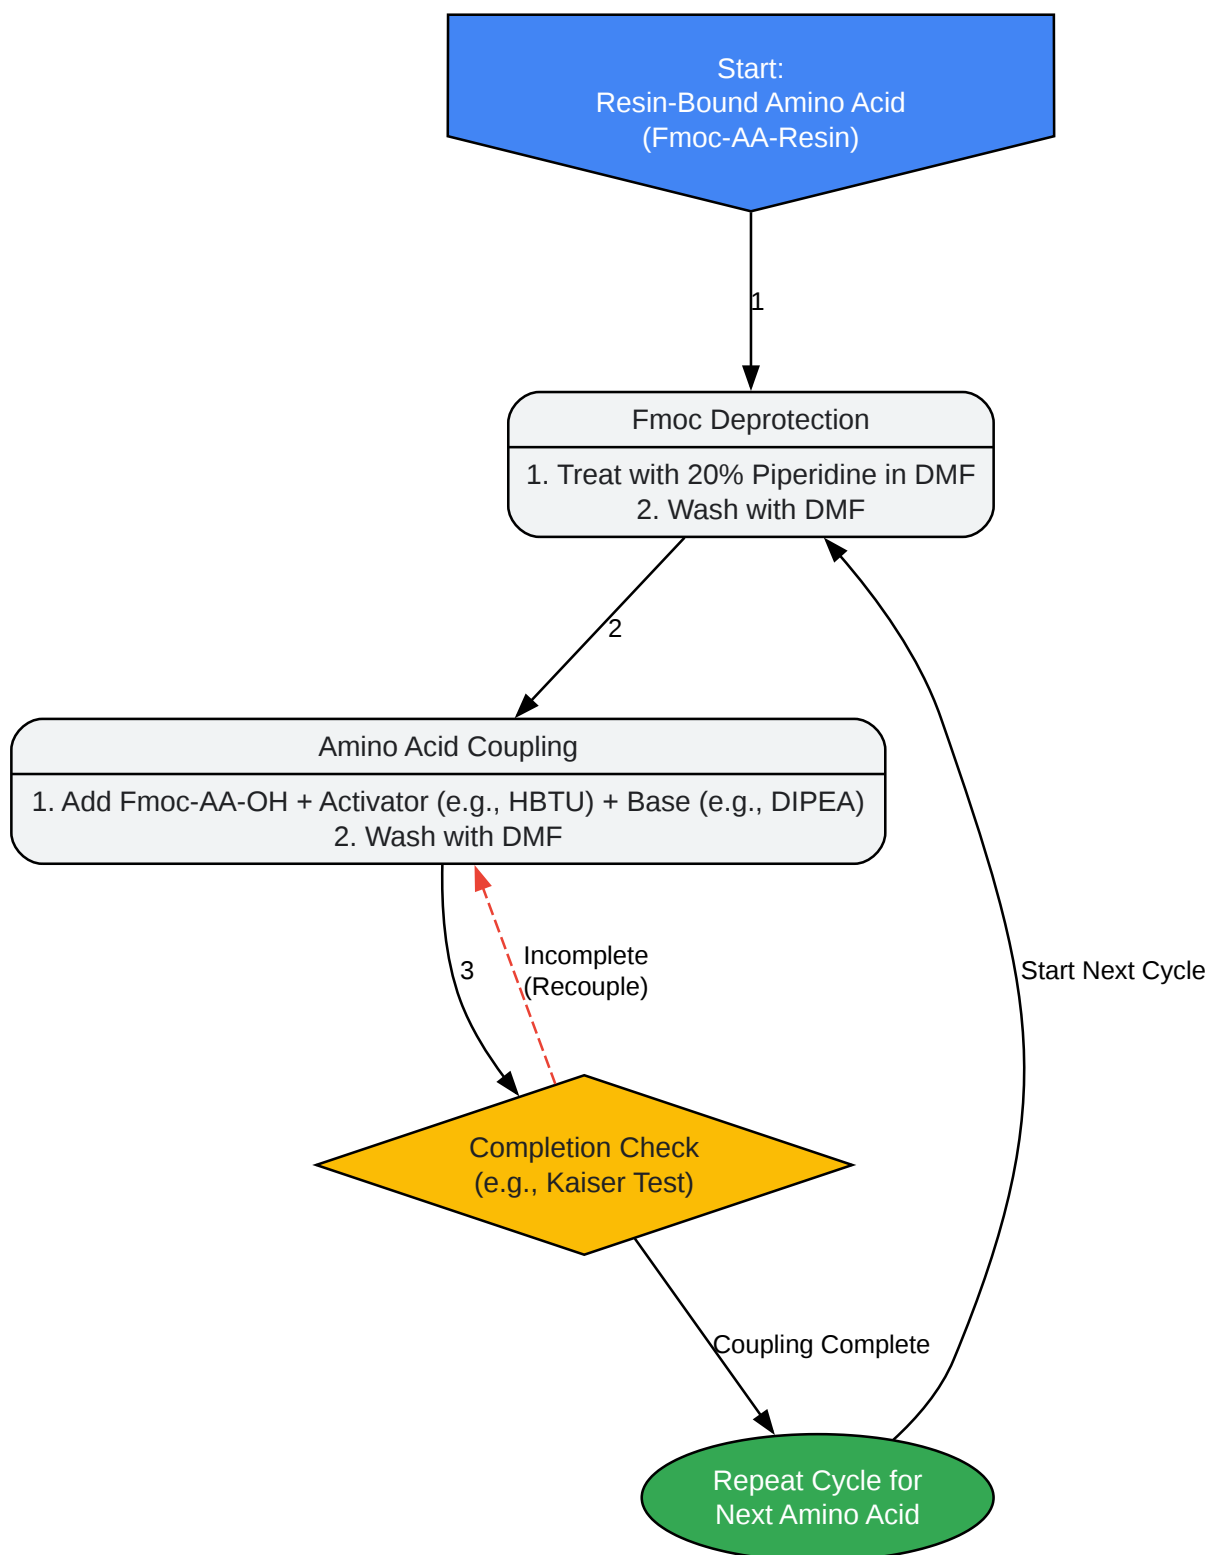 Start:
Resin-Bound Amino Acid
(Fmoc-AA-Resin)
1
Fmoc Deprotection
1. Treat with 20% Piperidine in DMF
2. Wash with DMF
2
Amino Acid Coupling
1. Add Fmoc-AA-OH + Activator (e.g., HBTU) + Base (e.g., DIPEA)
2. Wash with DMF
3
Incomplete
(Recouple)
Start Next Cycle
Completion Check
(e.g., Kaiser Test)
Coupling Complete
Repeat Cycle for
Next Amino Acid